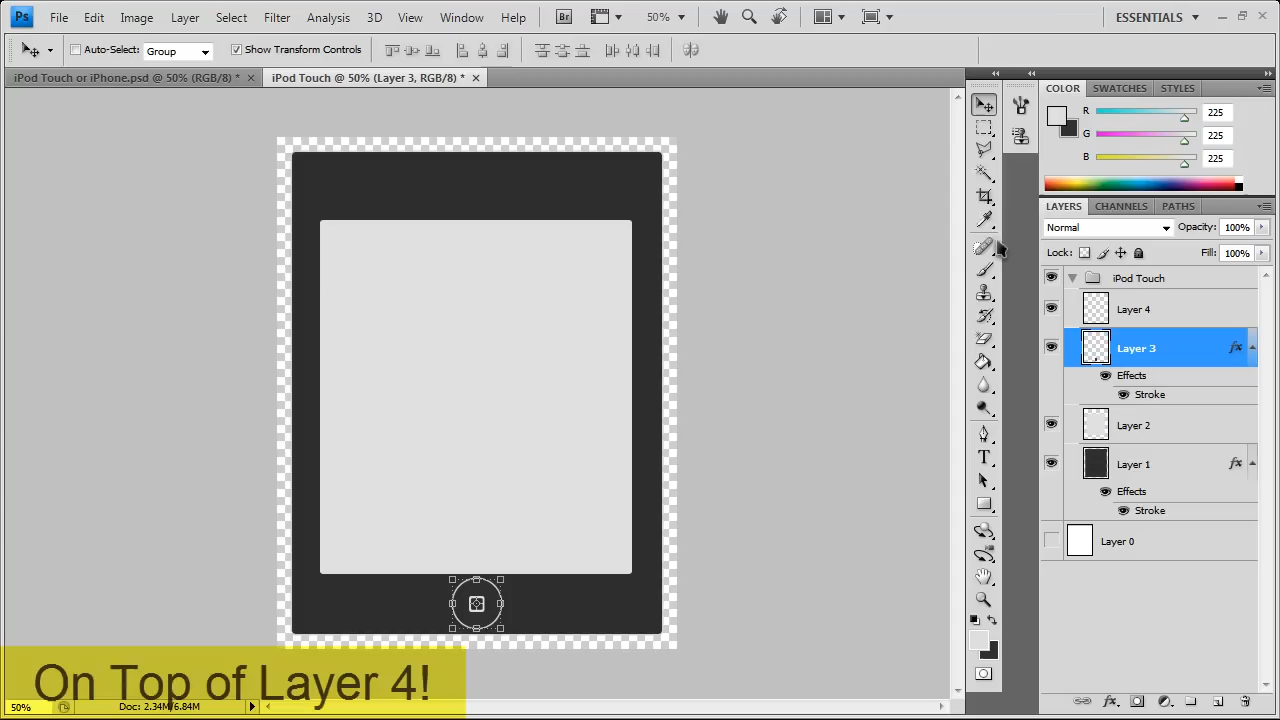 Ps File Edit Image Layer Select Filter Analysis 3D View Window Help Br 50% ESSENTIALS
Auto-Select: Group Show Transform Controls
iPod Touch or iPhone.psd @ 50% (RGB/8) * iPod Touch @ 50% (Layer 3, RGB/8) *
COLOR SWATCHES STYLES
R 225
G 225
B 225
LAYERS CHANNELS PATHS
Normal Opacity: 100%
Lock: Fill: 100%
iPod Touch
Layer 4
Layer 3 fx
Effects
Stroke
Layer 2
Layer 1 fx
Effects
Stroke
Layer 0
T
On Top of Layer 4!
50% Doc: 2.34M/6.84M
fx